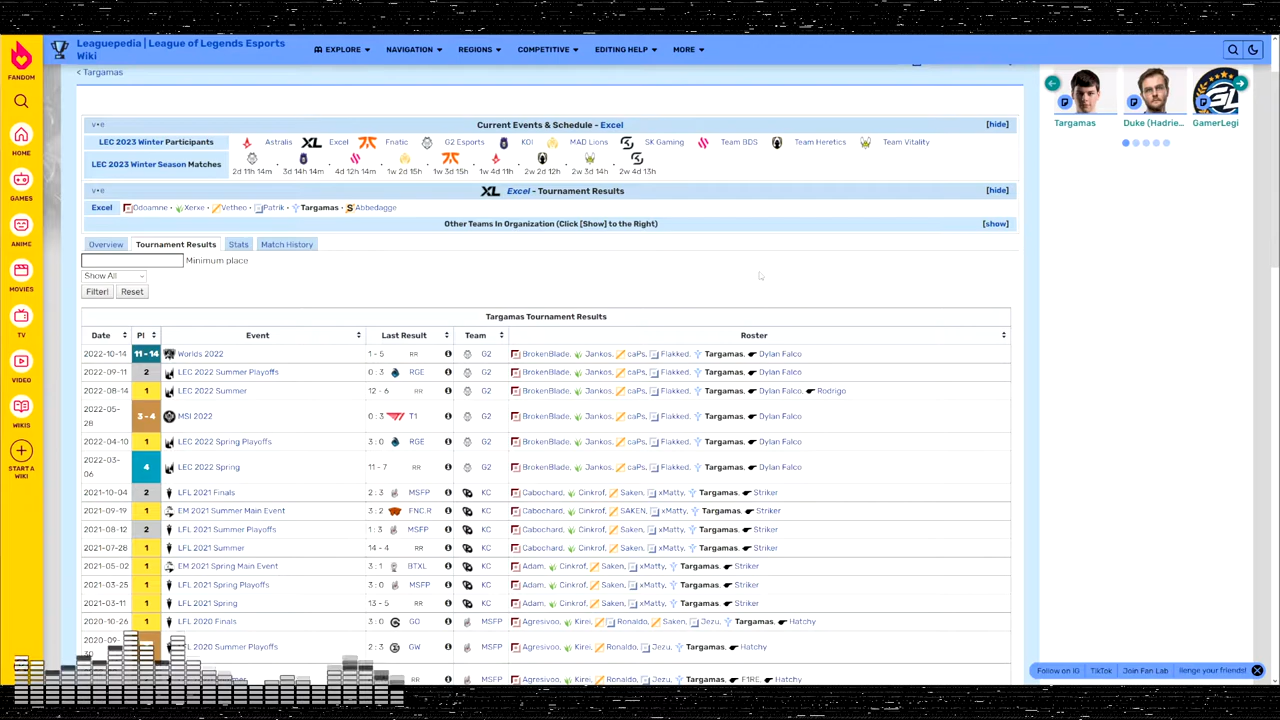 Leaguepedia | League of Legends Esports
Wiki
EXPLORE NAVIGATION REGIONS COMPETITIVE EDITING HELP MORE
FANDOM
HOME
GAMES
ANIME
MOVIES
TV
VIDEO
WIKIS
START A
WIKI
< Targamas
Targamas Duke (Hadrie... GamerLegi
v•e Current Events & Schedule - Excel [hide]
LEC 2023 Winter Participants Astralis Excel Fnatic G2 Esports KOI MAD Lions SK Gaming Team BDS Team Heretics Team Vitality
LEC 2023 Winter Season Matches
2d 11h 14m 3d 14h 14m 4d 12h 14m 1w 2d 15h 1w 3d 15h 1w 4d 11h 2w 2d 12h 2w 3d 14h 2w 4d 13h
v•e XL Excel - Tournament Results [hide]
Excel Odoamne • Xerxe • Vetheo • Patrik • Targamas • Abbedagge
Other Teams In Organization (Click [Show] to the Right) [show]
Overview Tournament Results Stats Match History
Minimum place
Show All
Filter! Reset
Targamas Tournament Results
Date Pl Event Last Result Team Roster
2022-10-14 11 - 14 Worlds 2022 1 - 5 RR G2 BrokenBlade, Jankos, caPs, Flakked, Targamas, Dylan Falco
2022-09-11 2 LEC 2022 Summer Playoffs 0 : 3 RGE G2 BrokenBlade, Jankos, caPs, Flakked, Targamas, Dylan Falco
2022-08-14 1 LEC 2022 Summer 12 - 6 RR G2 BrokenBlade, Jankos, caPs, Flakked, Targamas, Dylan Falco, Rodrigo
2022-05-28 3 - 4 MSI 2022 0 : 3 T1 G2 BrokenBlade, Jankos, caPs, Flakked, Targamas, Dylan Falco
2022-04-10 1 LEC 2022 Spring Playoffs 3 : 0 RGE G2 BrokenBlade, Jankos, caPs, Flakked, Targamas, Dylan Falco
2022-03-06 4 LEC 2022 Spring 11 - 7 RR G2 BrokenBlade, Jankos, caPs, Flakked, Targamas, Dylan Falco
2021-10-04 2 LFL 2021 Finals 2 : 3 MSFP KC Cabochard, Cinkrof, Saken, xMatty, Targamas, Striker
2021-09-19 1 EM 2021 Summer Main Event 3 : 2 FNC.R KC Cabochard, Cinkrof, SAKEN, xMatty, Targamas, Striker
2021-08-12 2 LFL 2021 Summer Playoffs 1 : 3 MSFP KC Cabochard, Cinkrof, Saken, xMatty, Targamas, Striker
2021-07-28 1 LFL 2021 Summer 14 - 4 RR KC Cabochard, Cinkrof, Saken, xMatty, Targamas, Striker
2021-05-02 1 EM 2021 Spring Main Event 3 : 1 BTXL KC Adam, Cinkrof, Saken, xMatty, Targamas, Striker
2021-03-25 1 LFL 2021 Spring Playoffs 3 : 0 MSFP KC Adam, Cinkrof, Saken, xMatty, Targamas, Striker
2021-03-11 1 LFL 2021 Spring 13 - 5 RR KC Adam, Cinkrof, Saken, xMatty, Targamas, Striker
2020-10-26 1 LFL 2020 Finals 3 : 0 GO MSFP Agresivoo, Kirei, Ronaldo, Saken, Jezu, Targamas, Hatchy
2020-09- LFL 2020 Summer Playoffs 2 : 3 GW MSFP Agresivoo, Kirei, Ronaldo, Jezu, Targamas, Hatchy
MSFP Agresivoo, Kirei, Ronaldo, Jezu, Targamas, F1RE, Hatchy
Follow on IG TikTok Join Fan Lab llenge your friends!